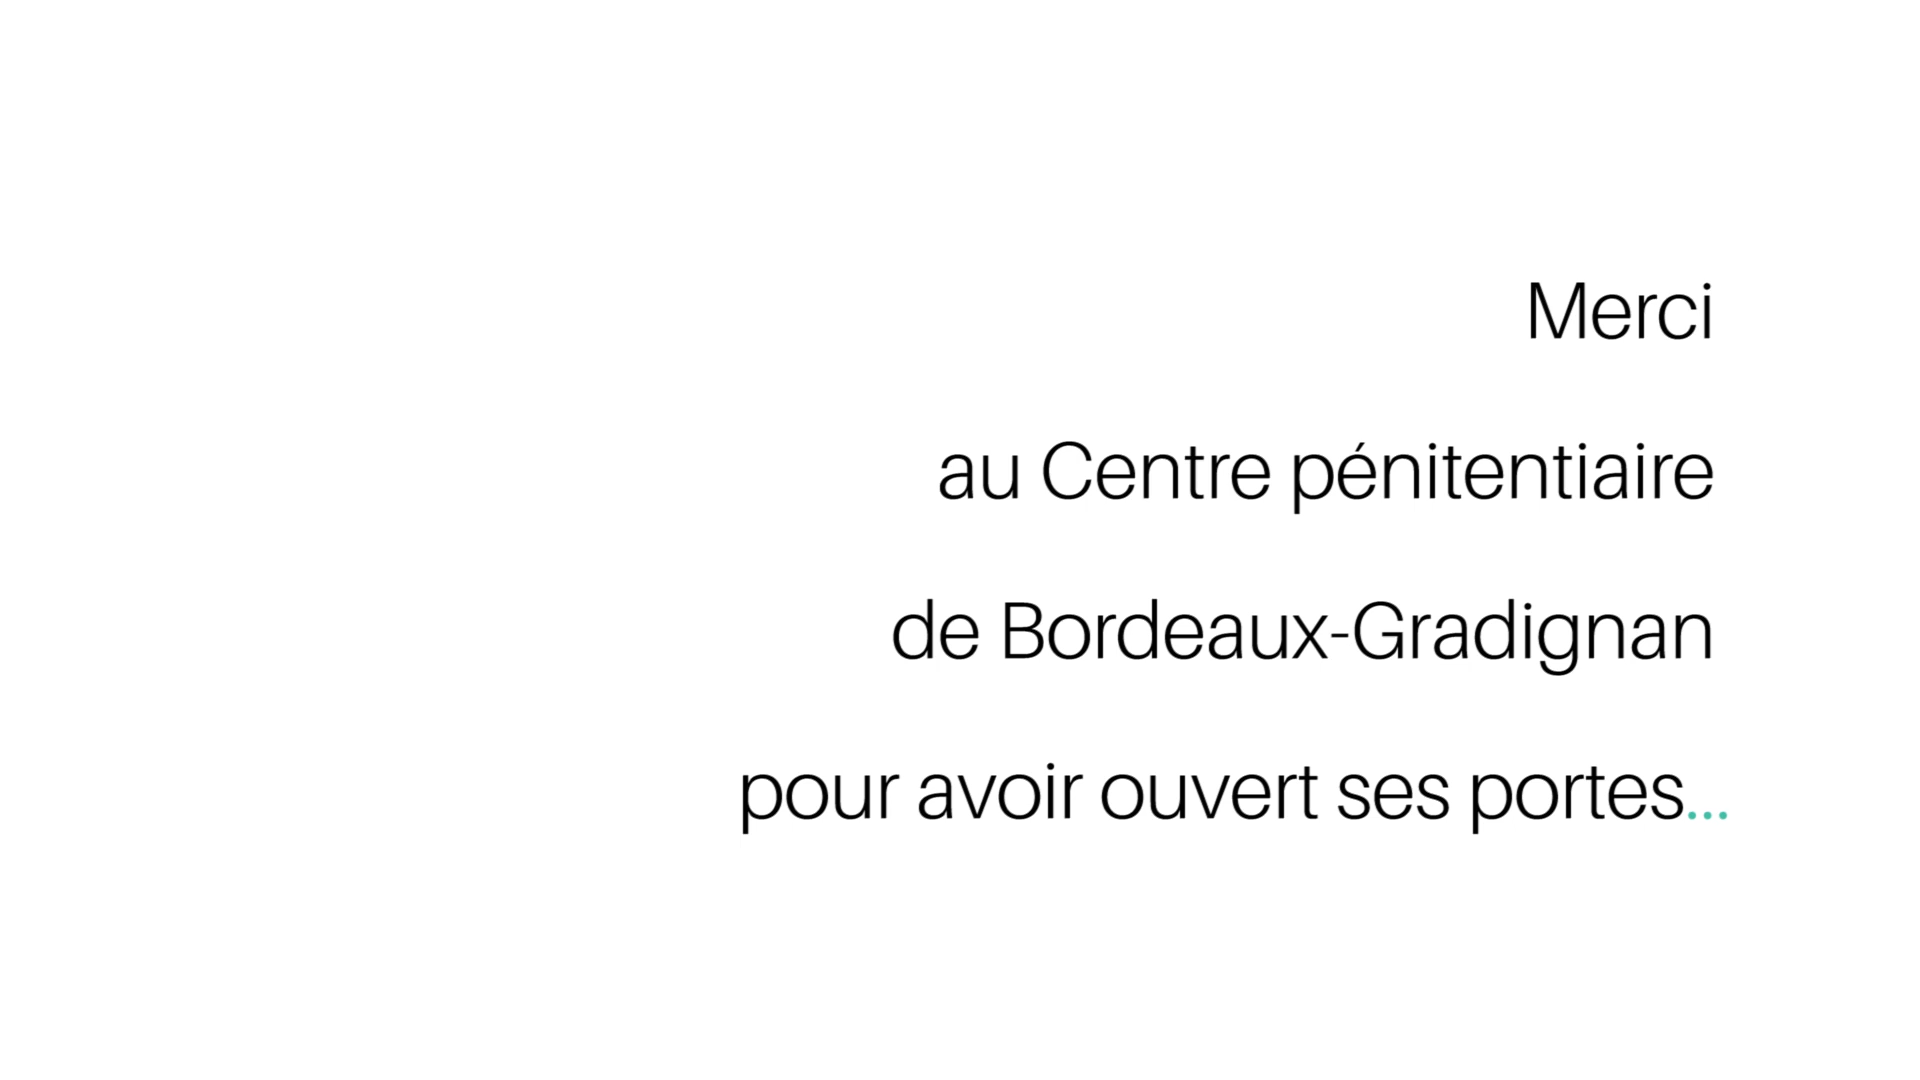 Merci
au Centre pénitentiaire
de Bordeaux-Gradignan
pour avoir ouvert ses portes...